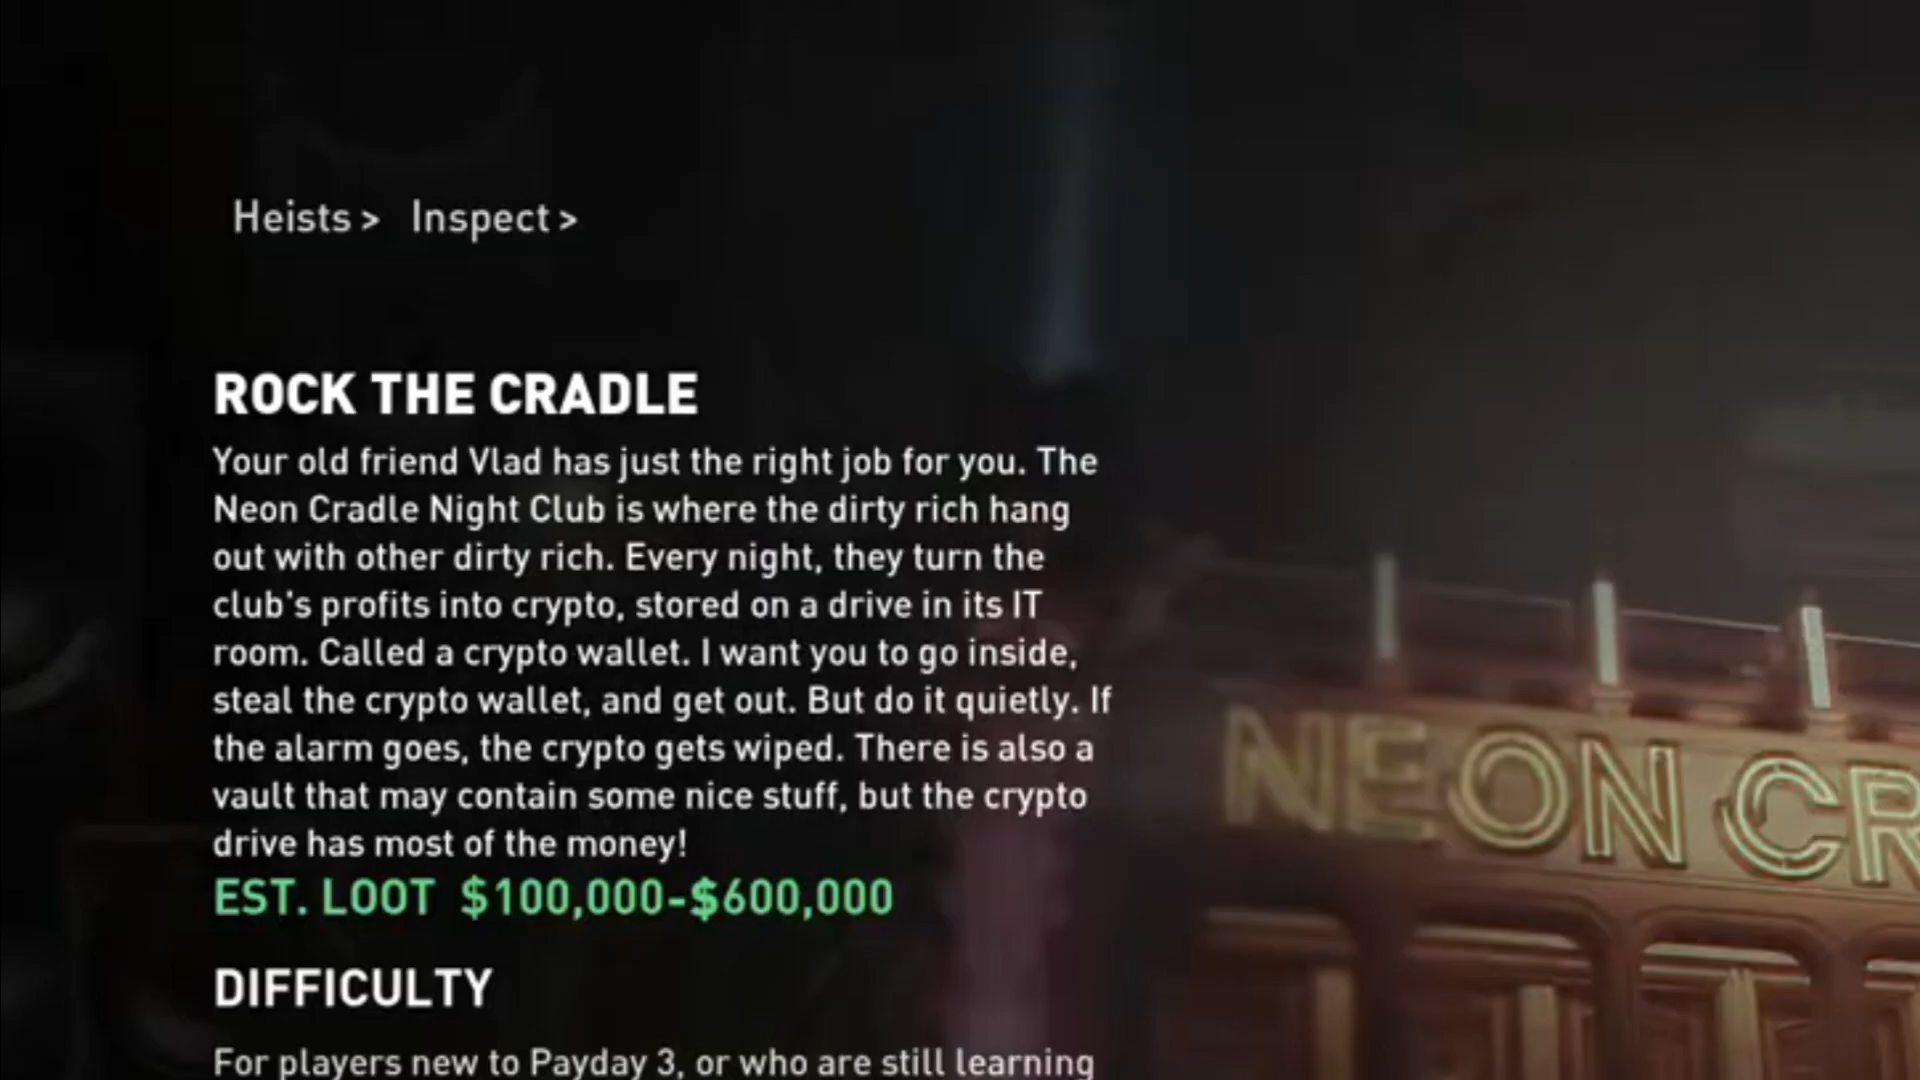 Heists > Inspect >
ROCK THE CRADLE
Your old friend Vlad has just the right job for you. The
Neon Cradle Night Club is where the dirty rich hang
out with other dirty rich. Every night, they turn the
club's profits into crypto, stored on a drive in its IT
room. Called a crypto wallet. I want you to go inside,
steal the crypto wallet, and get out. But do it quietly. If
the alarm goes, the crypto gets wiped. There is also a
vault that may contain some nice stuff, but the crypto
drive has most of the money!
EST. LOOT $100,000-$600,000
NEON CR
DIFFICULTY
For players new to Payday 3, or who are still learning